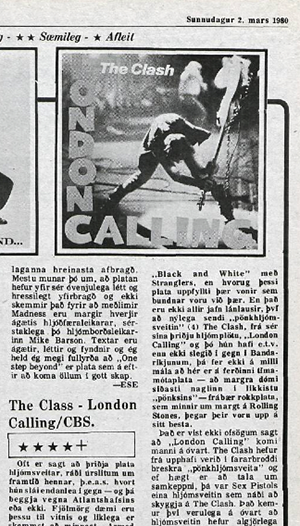 Sunnudagur 2. mars 1980
- ★★ Sæmileg - ★ Afleit
The Clash
LONDON
CALLING
ND...
laganna hreinasta afbragð.
Mestu munar þó um, að platan
hefur yfir sér óvenjulega létt og
hressilegt yfirbragð og ekki
skemmir það fyrir að meðlimir
Madness eru margir hverjir
ágætis hljóðfæraleikarar, sér-
staklega þó hljómborðsleikar-
inn Mike Barson. Textar eru
ágætir, léttir og fyndnir og ég
held ég megi fullyrða að „One
step beyond" er plata sem á eft-
ir að koma öllum í gott skap.
—ESE
The Class - London
Calling/CBS.
★★★★+
Oft er sagt að þriðja plata
hljómsveitar, ráði úrslitum um
framtíð hennar, þ.e.a.s. hvort
hún slái endanlega í gegn — og þá
beggja vegna Atlantshafsins
eða ekki. Fjölmörg dæmi eru
þessu til vitnis og líklega er
„Black and White" með
Stranglers, en hvorug þessi
plata uppfyllti þær vonir sem
bundnar voru við þær. En það
eru ekki allir jafn lánlausir, því
að nýlega sendi „pönkhljóm-
sveitin" (4) The Clash, frá sér
sína þriðju hljómplötu, „London
Calling" og þó hún hafi e.t.v.
enn ekki slegið í gegn í Banda-
ríkjunum, þá fer ekki á milli
mála að hér er á ferðinni tíma-
mótaplata — að margra dómi
síðasti naglinn í líkkistu
„pönksins" — frábær rokkplata,
sem minnir um margt á Rolling
Stones, þegar þeir voru upp á
sitt besta.
Það er víst ekki ofsögum sagt
að „London Calling" komi
manni á óvart. The Clash hefur
frá upphafi verið í fararbroddi
breskra „pönkhljómsveita" og
ef hægt er að tala um
samkeppni, þá var Sex Pistols
eina hljómsveitin sem náði að
skyggja á The Clash. Það kem-
ur því verulega á óvart að
hljómsveitin hefur algjörlega